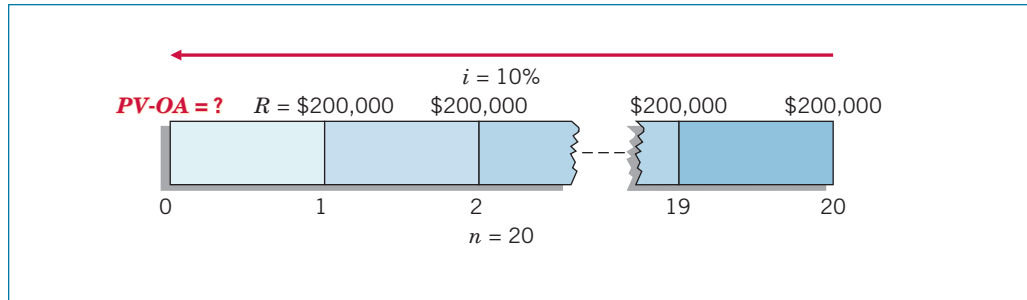 i = 10%
PV-OA = ? R = $200,000 $200,000 $200,000 $200,000
0 1 2 19 20
n = 20